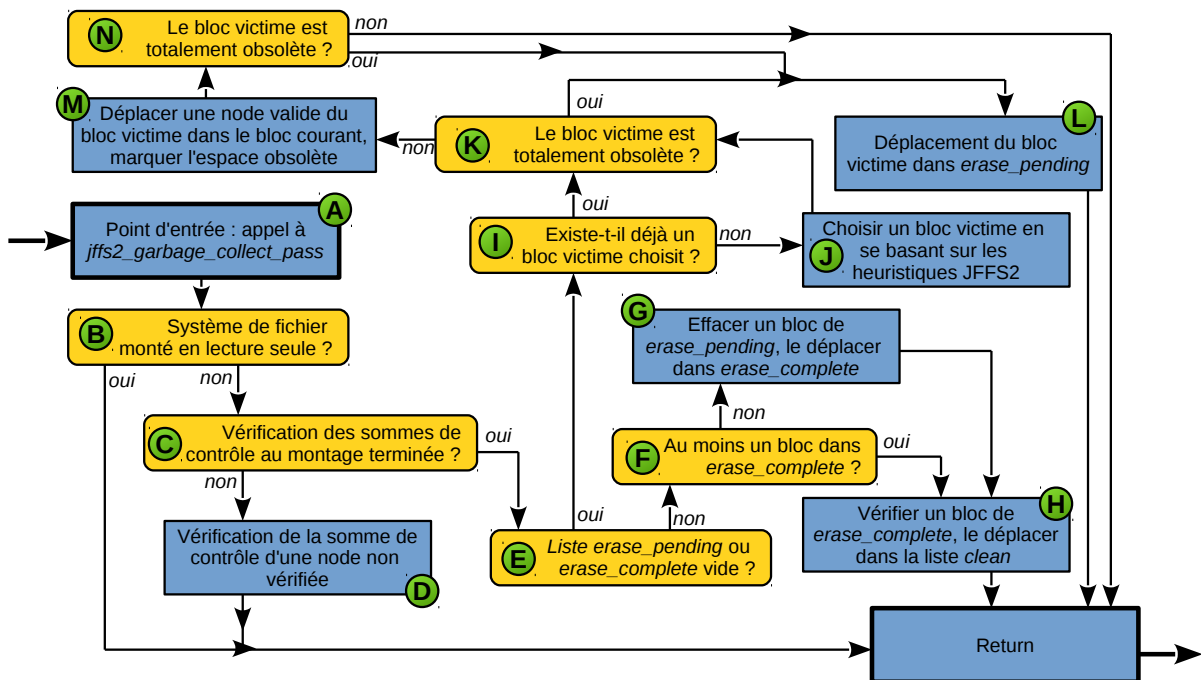 N
Le bloc victime est
totalement obsolète ?
non
oui
M
Déplacer une node valide du
bloc victime dans le bloc courant,
marquer l'espace obsolète
oui
K
Le bloc victime est
totalement obsolète ?
non
L
Déplacement du bloc
victime dans erase_pending
A
Point d'entrée : appel à
jffs2_garbage_collect_pass
oui
I
Existe-t-il déjà un
bloc victime choisit ?
non
J
Choisir un bloc victime en
se basant sur les
heuristiques JFFS2
B
Système de fichier
monté en lecture seule ?
oui
non
G
Effacer un bloc de
erase_pending, le déplacer
dans erase_complete
non
C
Vérification des sommes de
contrôle au montage terminée ?
oui
non
F
Au moins un bloc dans
erase_complete ?
oui
D
Vérification de la somme de
contrôle d'une node non
vérifiée
oui
non
E
Liste erase_pending ou
erase_complete vide ?
H
Vérifier un bloc de
erase_complete, le déplacer
dans la liste clean
Return